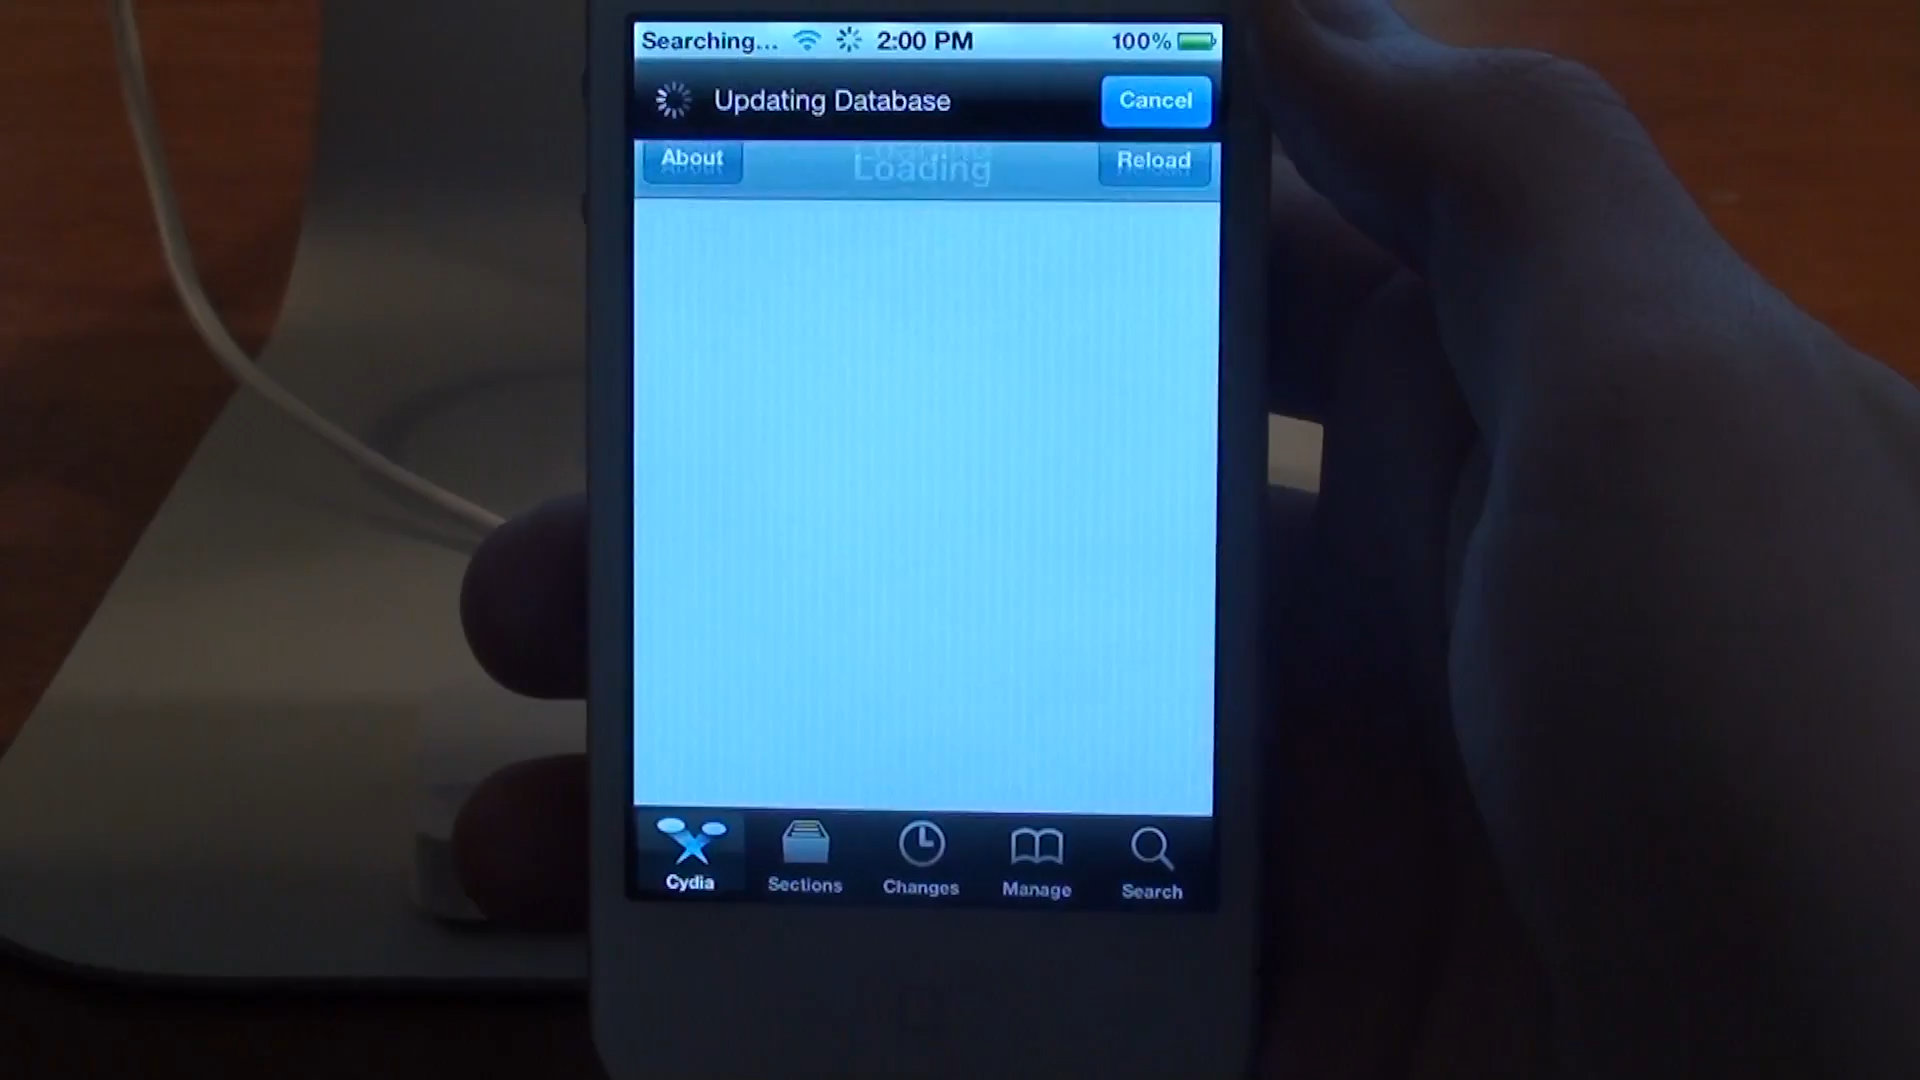 Searching... 2:00 PM 100%
Updating Database Cancel
About Loading Reload
Cydia Sections Changes Manage Search